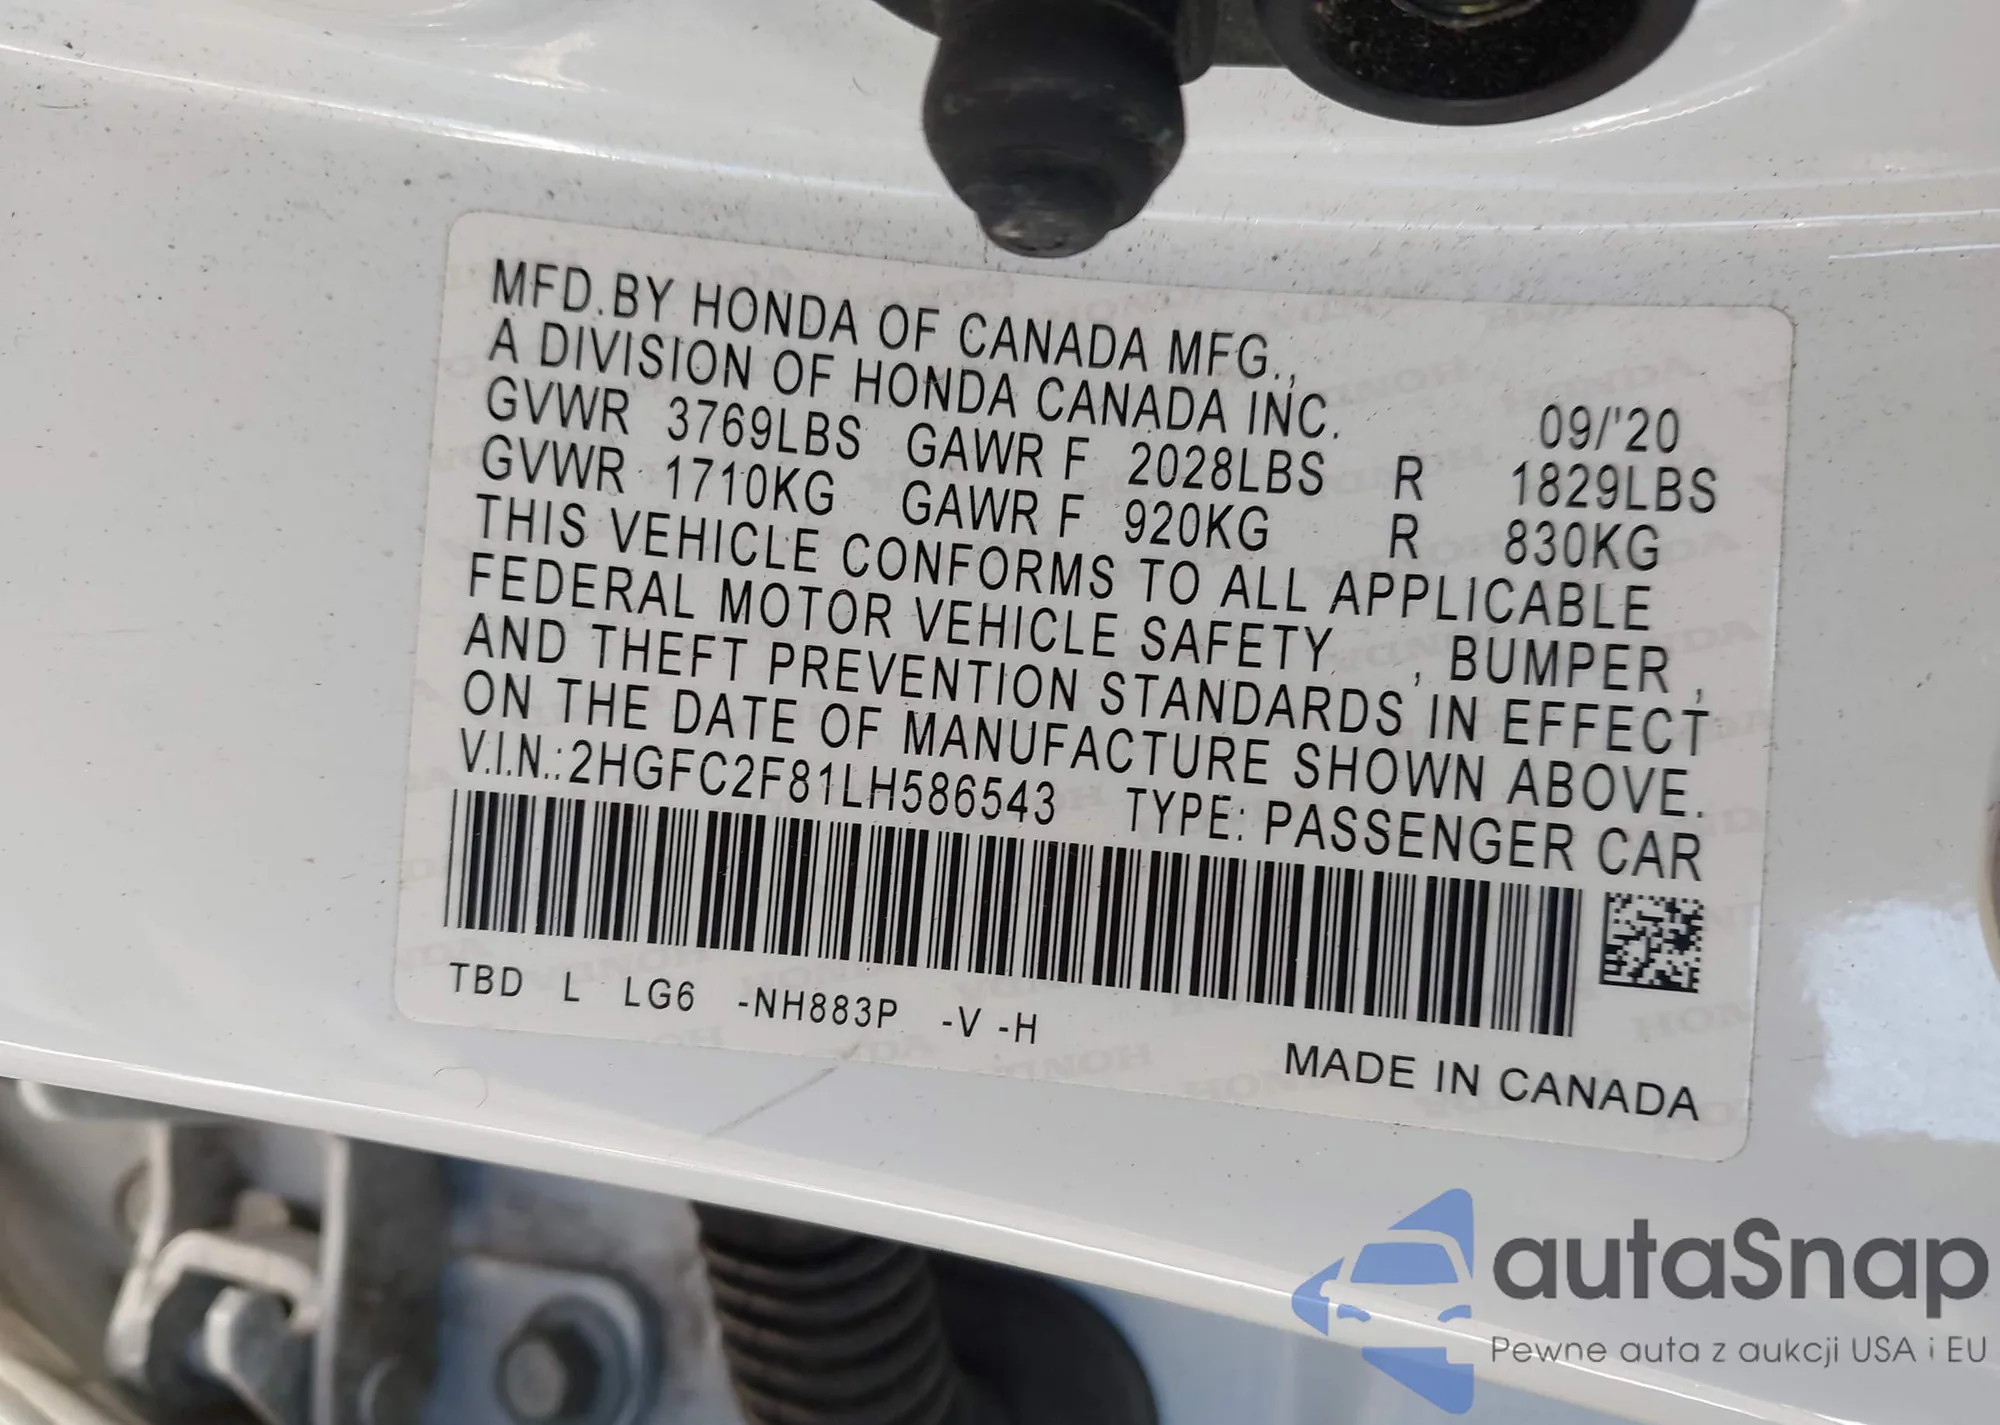 MFD.BY HONDA OF CANADA MFG.,
A DIVISION OF HONDA CANADA INC. 09/'20
GVWR 3769LBS GAWR F 2028LBS R 1829LBS
GVWR 1710KG GAWR F 920KG R 830KG
THIS VEHICLE CONFORMS TO ALL APPLICABLE
FEDERAL MOTOR VEHICLE SAFETY , BUMPER ,
AND THEFT PREVENTION STANDARDS IN EFFECT
ON THE DATE OF MANUFACTURE SHOWN ABOVE.
V.I.N.:2HGFC2F81LH586543 TYPE: PASSENGER CAR
TBD L LG6 -NH883P -V -H
MADE IN CANADA
autaSnap
Pewne auta z aukcji USA i EU